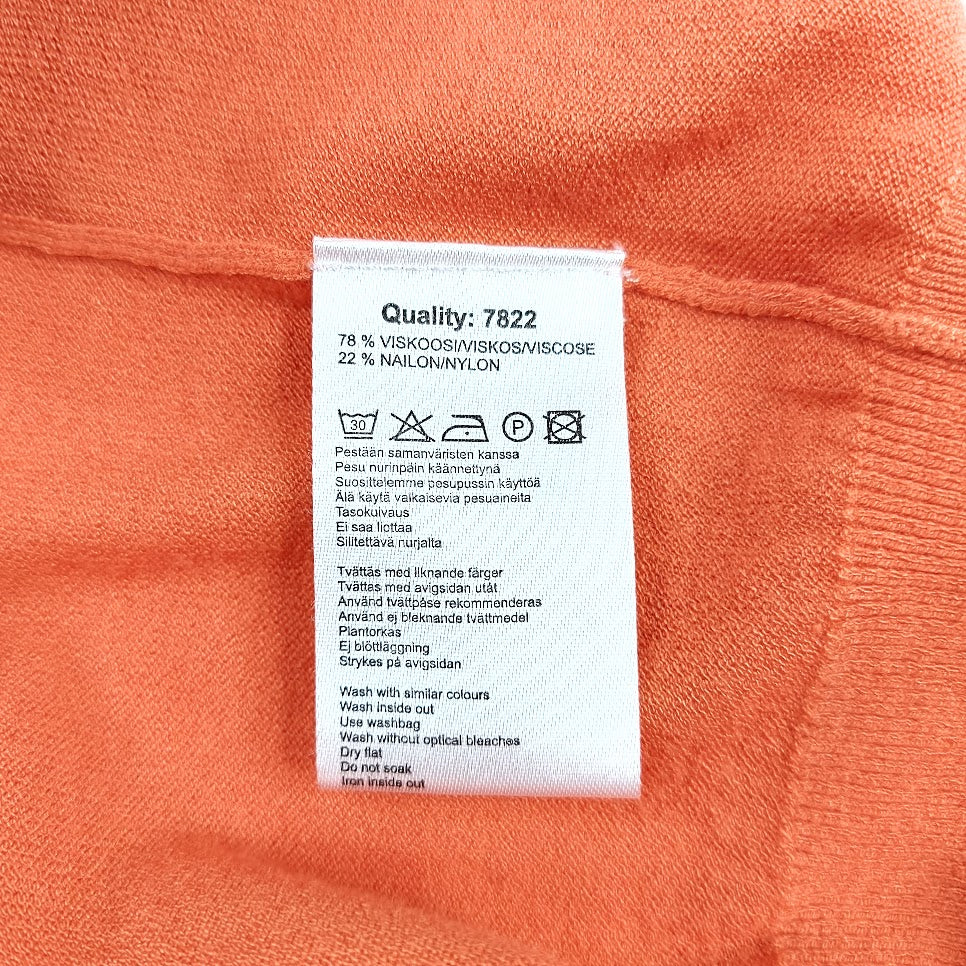 Quality: 7822
78 % VISKOOSI/VISKOS/VISCOSE
22 % NAILON/NYLON
30 P
Pestään samanväristen kanssa
Pesu nurinpäin käännettynä
Suosittelemme pesupussin käyttöä
Älä käytä valkaisevia pesuaineita
Tasokuivaus
Ei saa liottaa
Silitettävä nurjalta
Tvättas med liknande färger
Tvättas med avigsidan utåt
Använd tvättpåse rekommenderas
Använd ej bleknande tvättmedel
Plantorkas
Ej blötläggning
Strykes på avigsidan
Wash with similar colours
Wash inside out
Use washbag
Wash without optical bleaches
Dry flat
Do not soak
Iron inside out